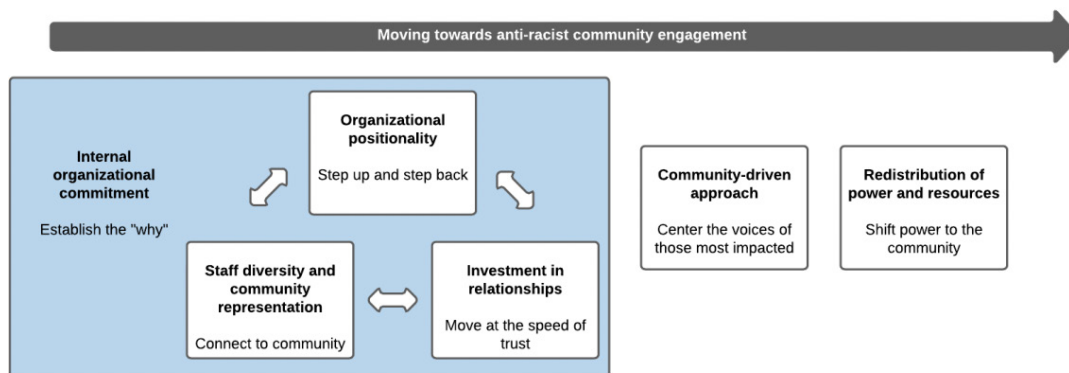 Moving towards anti-racist community engagement
Internal
organizational
commitment
Establish the "why"
Organizational
positionality
Step up and step back
Staff diversity and
community
representation
Connect to community
Investment in
relationships
Move at the speed of
trust
Community-driven
approach
Center the voices of
those most impacted
Redistribution of
power and resources
Shift power to the
community